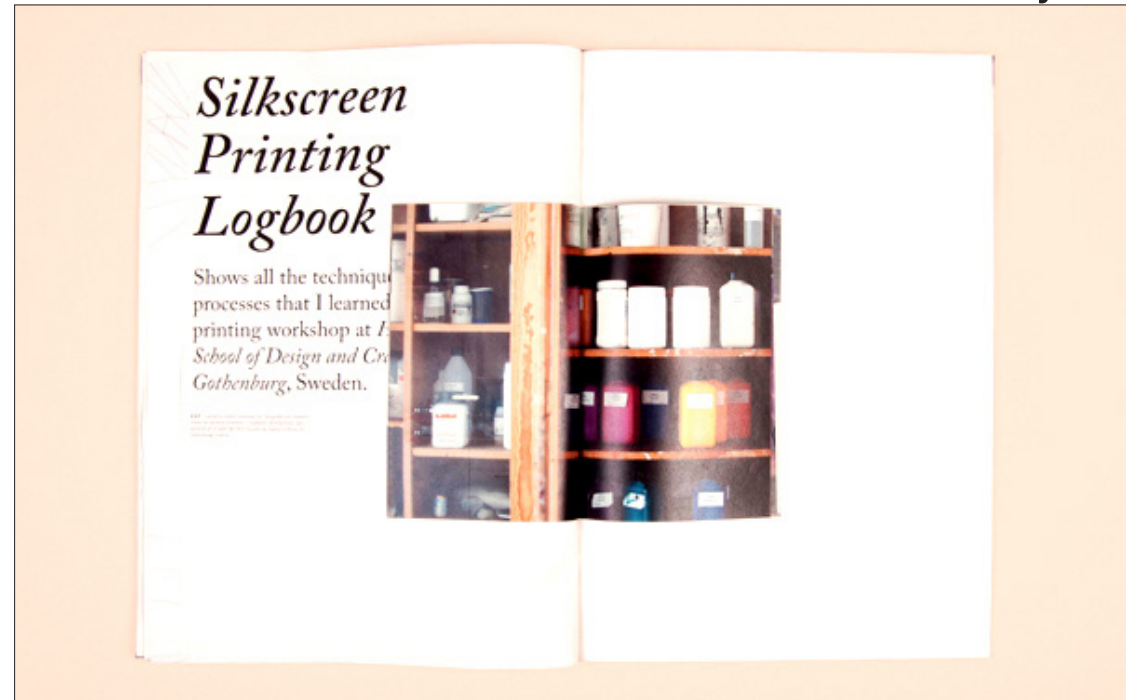 Silkscreen
Printing
Logbook
Shows all the techniqu
processes that I learned
printing workshop at
School of Design and Cr
Gothenburg, Sweden.